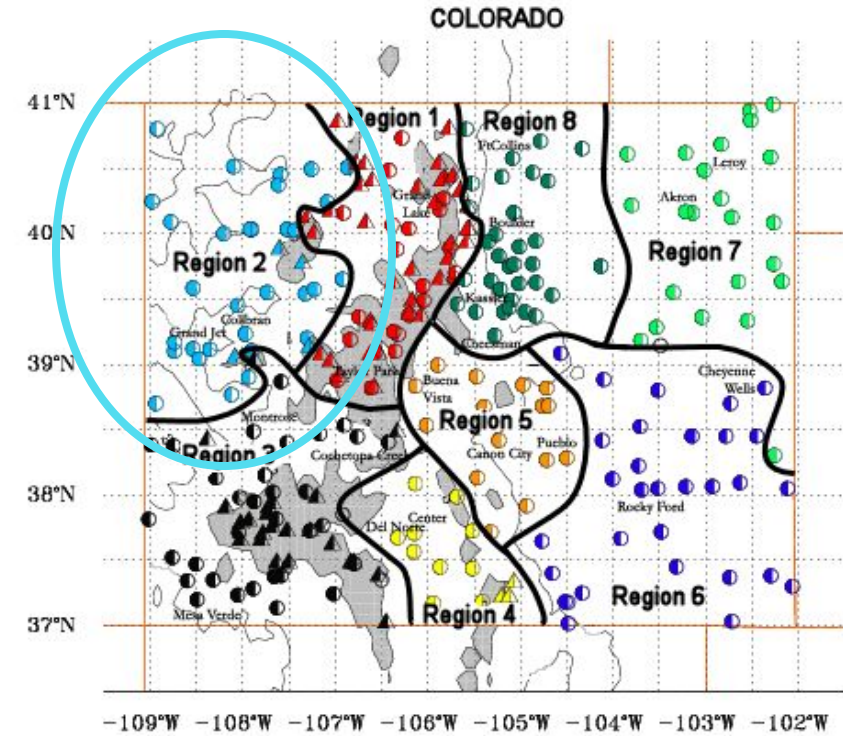 COLORADO
41°N
Region 1
Region 8
FtCollins
Leroy
Grand
Lake
Akron
Boulder
40°N
Region 2
Region 7
Kassler
Collbran
Grand Jct
Cheesman
39°N
Taylor Park
Buena
Vista
Cheyenne
Wells
Montrose
Region 5
Region 3
Cochetopa Creek
Canon City
Pueblo
38°N
Rocky Ford
Center
Del Norte
Region 6
Mesa Verde
Region 4
37°N
-109°W -108°W -107°W -106°W -105°W -104°W -103°W -102°W